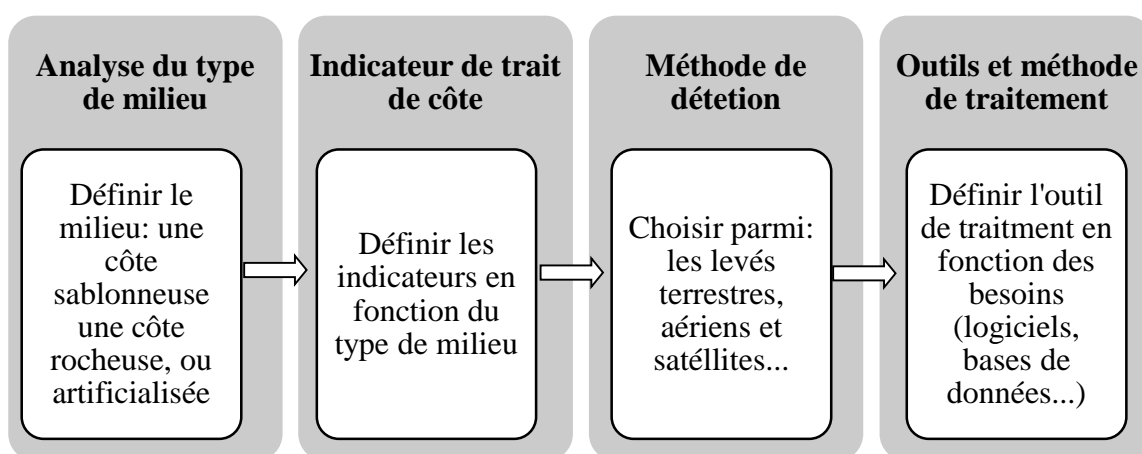 Analyse du type
de milieu
Définir le
milieu: une
côte
sablonneuse
une côte
rocheuse, ou
artificialisée
Indicateur de trait
de côte
Définir les
indicateurs en
fonction du
type de milieu
Méthode de
détetion
Choisir parmi:
les levés
terrestres,
aériens et
satéllites...
Outils et méthode
de traitement
Définir l'outil
de traitment en
fonction des
besoins
(logiciels,
bases de
données...)